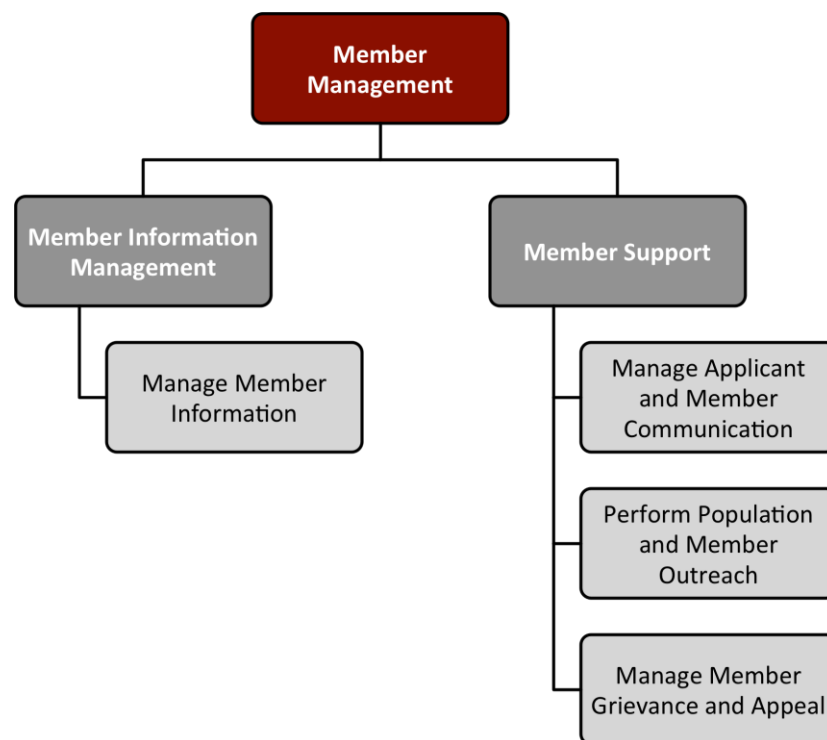 Member
Management
Member Information
Management
Member Support
Manage Member
Information
Manage Applicant
and Member
Communication
Perform Population
and Member
Outreach
Manage Member
Grievance and Appeal